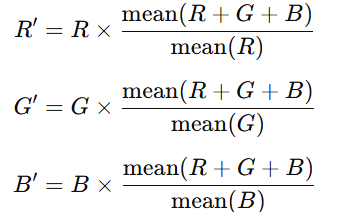 R′ = R × mean(R + G + B) / mean(R)
G′ = G × mean(R + G + B) / mean(G)
B′ = B × mean(R + G + B) / mean(B)